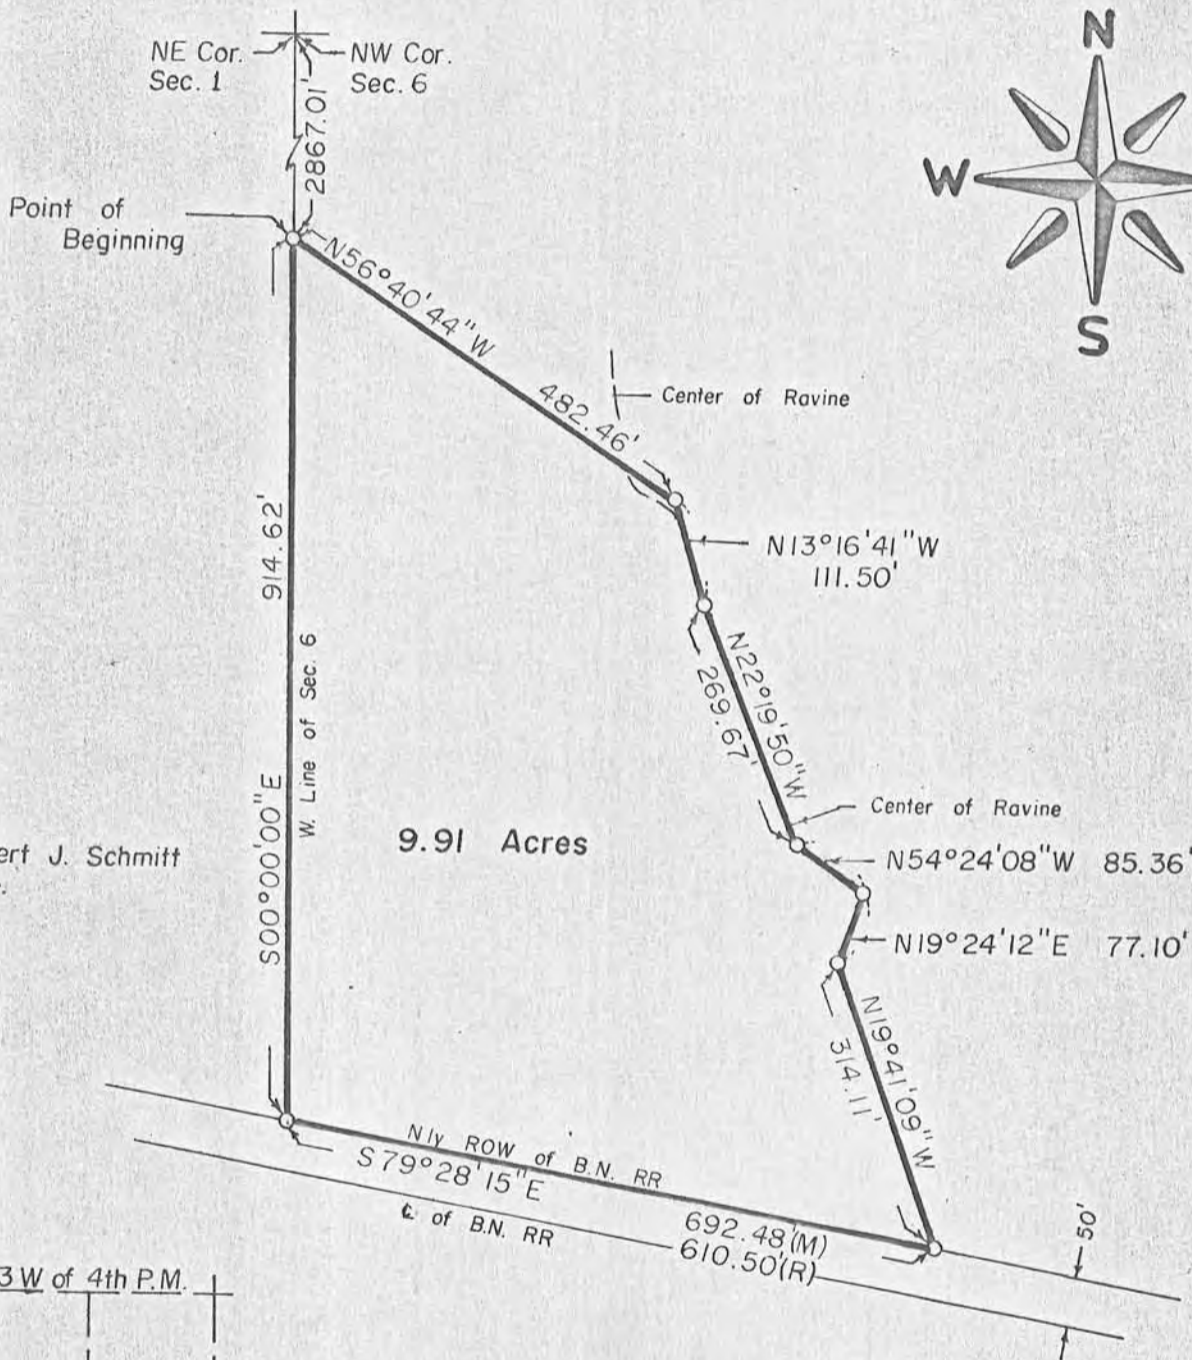 NE Cor.
Sec. 1
NW Cor.
Sec. 6
2867.01'
N
W
S
Point of
Beginning
N56°40'44"W
482.46'
Center of Ravine
N13°16'41"W
111.50'
914.62'
S00°00'00"E
W. Line of Sec. 6
N22°19'50"W
269.67'
Center of Ravine
9.91 Acres
J. Schmitt
N54°24'08"W 85.36'
N19°24'12"E 77.10'
N19°41'09"W
314.11'
Nly ROW of B.N. RR
S79°28'15"E
℄ of B.N. RR
692.48'(M)
610.50'(R)
50'
3W of 4th P.M.